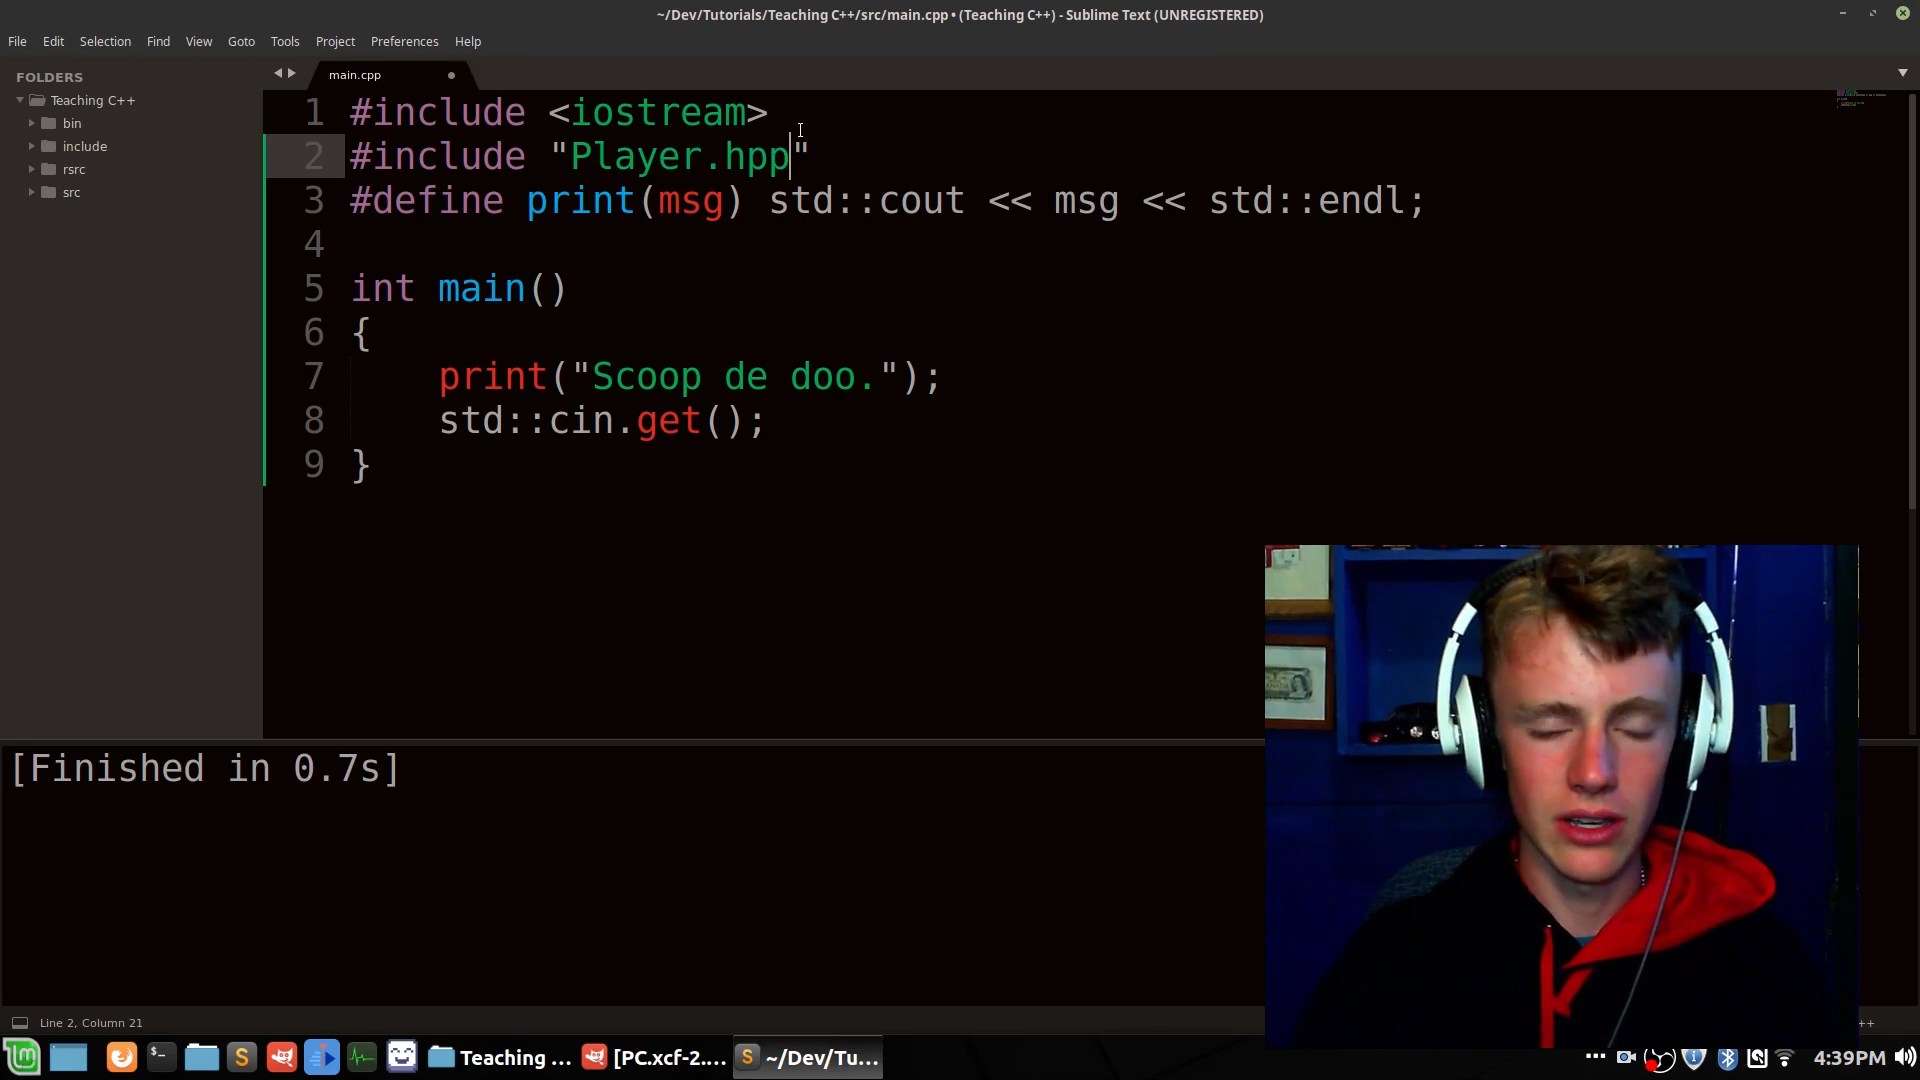 ~/Dev/Tutorials/Teaching C++/src/main.cpp • (Teaching C++) - Sublime Text (UNREGISTERED)
File Edit Selection Find View Goto Tools Project Preferences Help
FOLDERS
Teaching C++
bin
include
rsrc
src
main.cpp
1 #include <iostream>
2 #include "Player.hpp"
3 #define print(msg) std::cout << msg << std::endl;
4
5 int main()
6 {
7 print("Scoop de doo.");
8 std::cin.get();
9 }
[Finished in 0.7s]
Line 2, Column 21
++
Teaching ...
[PC.xcf-2....
~/Dev/Tu...
4:39PM